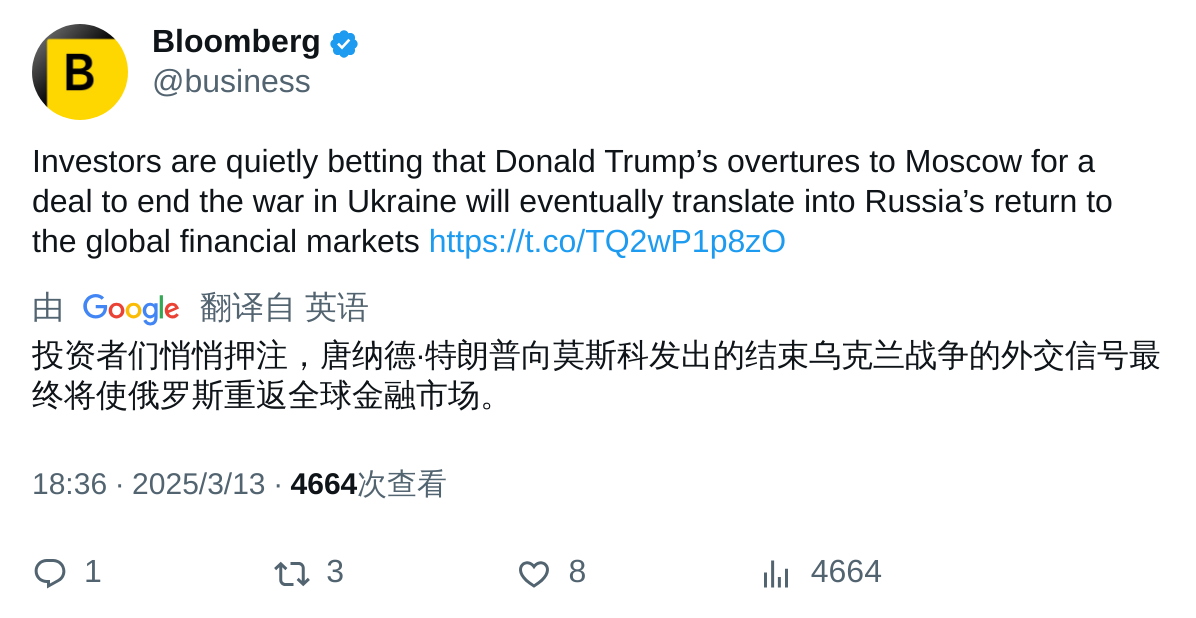 B
Bloomberg
@business
Investors are quietly betting that Donald Trump’s overtures to Moscow for a
deal to end the war in Ukraine will eventually translate into Russia’s return to
the global financial markets https://t.co/TQ2wP1p8zO
由 Google 翻译自 英语
投资者们悄悄押注，唐纳德·特朗普向莫斯科发出的结束乌克兰战争的外交信号最
终将使俄罗斯重返全球金融市场。
18:36 · 2025/3/13 · 4664次查看
1 3 8 4664